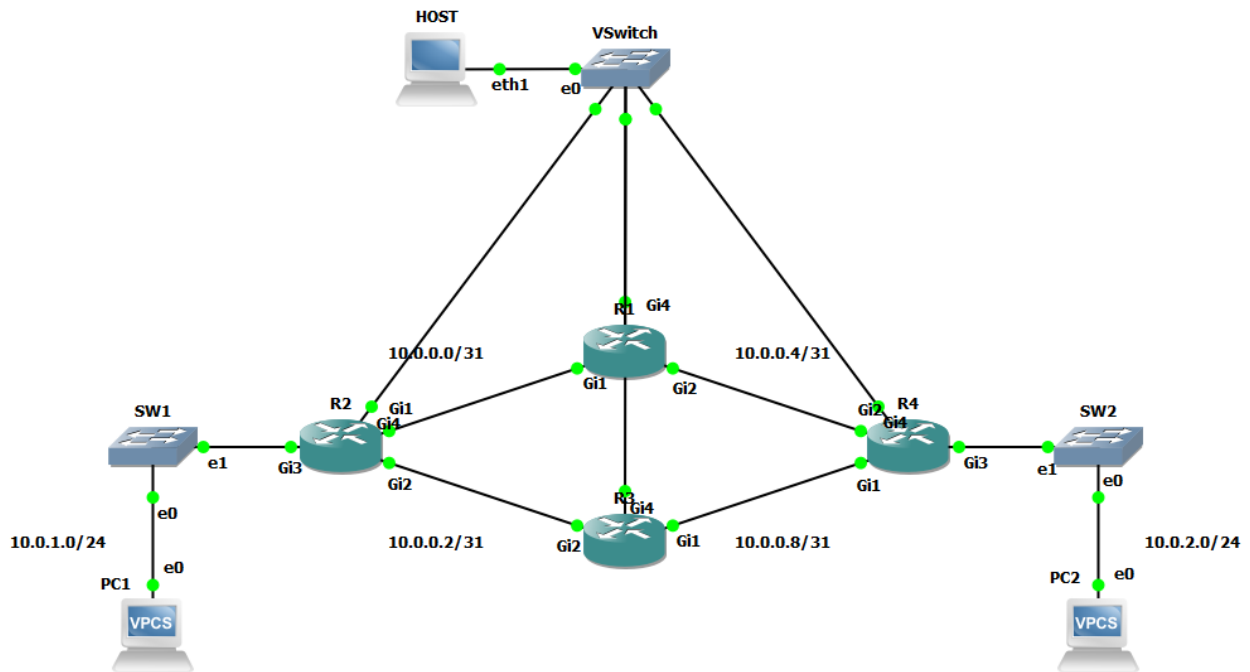 HOST
VSwitch
eth1
e0
R1
Gi4
10.0.0.0/31
10.0.0.4/31
Gi1
Gi2
R2
Gi1
Gi4
Gi2
R4
Gi4
SW1
SW2
e1
Gi3
Gi3
e1
e0
Gi2
Gi1
R3
Gi4
e0
10.0.1.0/24
10.0.0.2/31
Gi2
Gi1
10.0.0.8/31
10.0.2.0/24
PC1
e0
VPCS
PC2
e0
VPCS